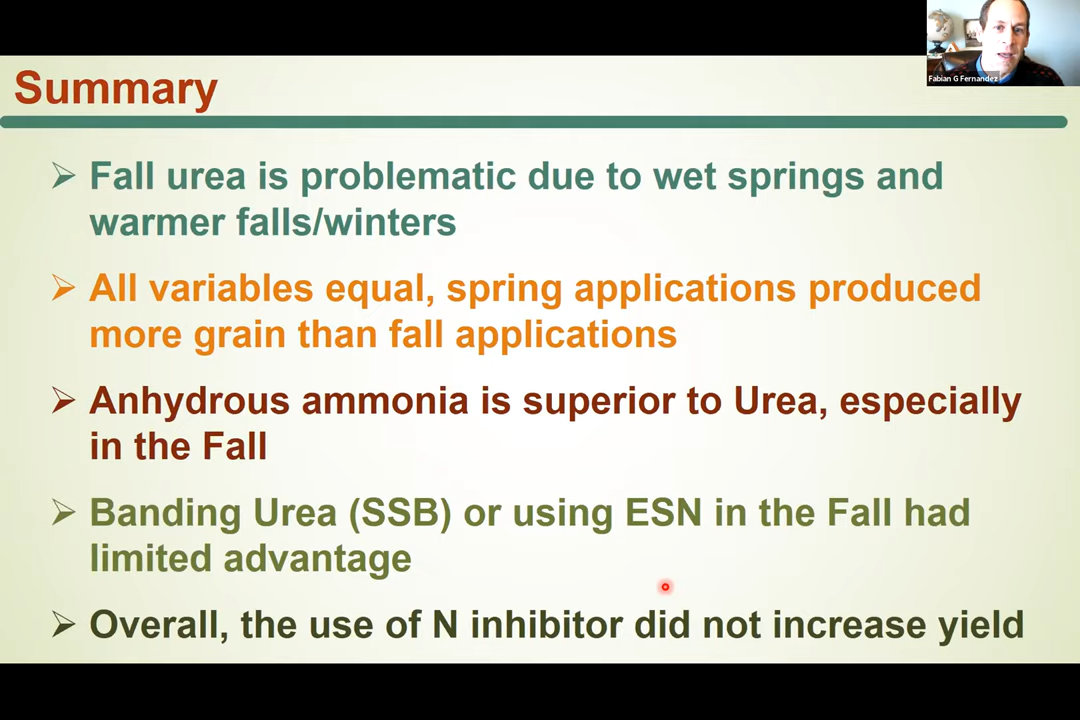 Fabian G Fernandez
Summary
Fall urea is problematic due to wet springs and
warmer falls/winters
All variables equal, spring applications produced
more grain than fall applications
Anhydrous ammonia is superior to Urea, especially
in the Fall
Banding Urea (SSB) or using ESN in the Fall had
limited advantage
Overall, the use of N inhibitor did not increase yield